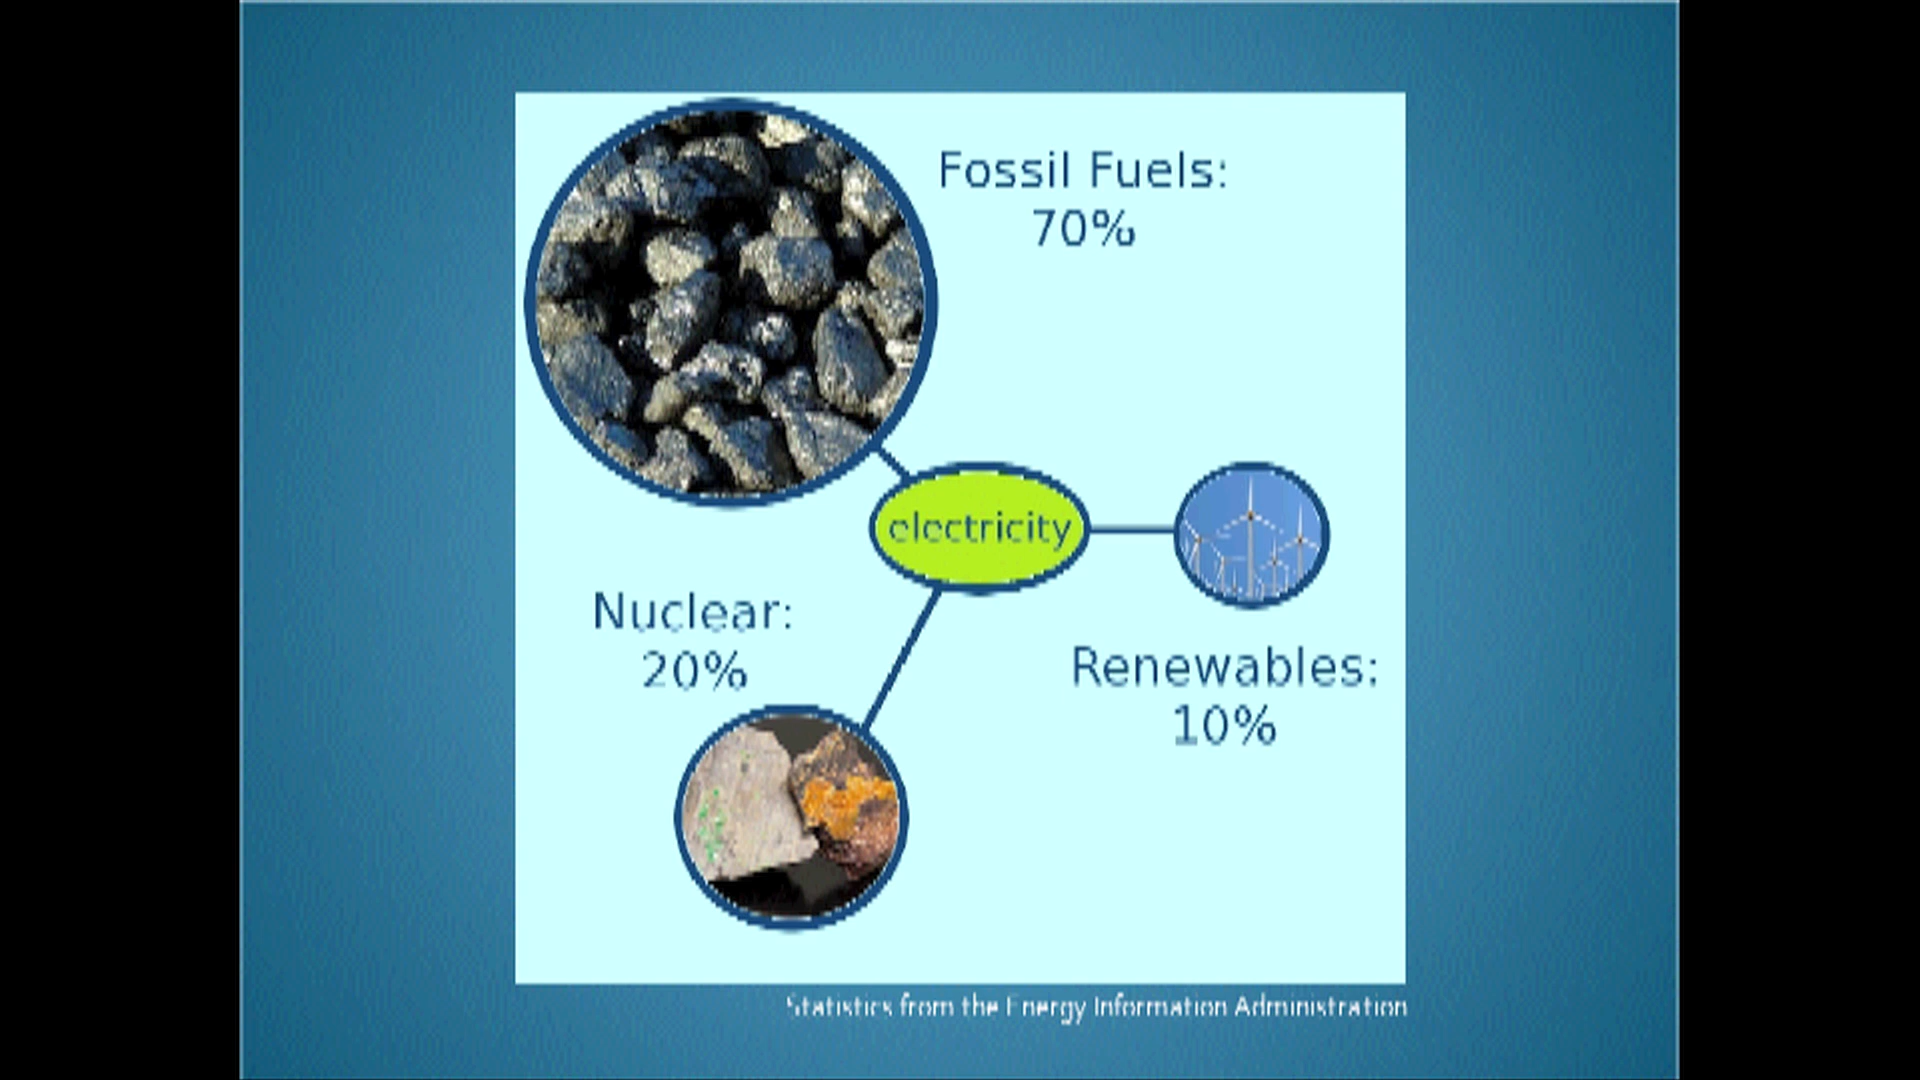 Fossil Fuels:
70%
electricity
Nuclear:
20%
Renewables:
10%
Statistics from the Energy Information Administration